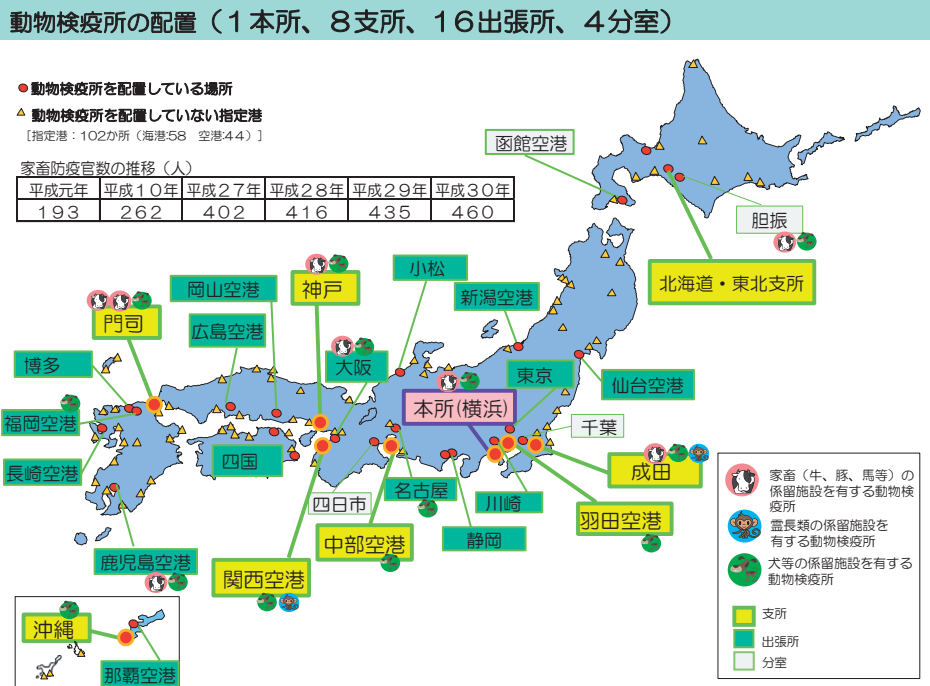 動物検疫所の配置（１本所、８支所、１６出張所、４分室）
動物検疫所を配置している場所
動物検疫所を配置していない指定港
［指定港：102か所（海港:58　空港:44）］
家畜防疫官数の推移（人）
平成元年 平成１０年 平成２７年 平成２８年 平成２９年 平成３０年
１９３ ２６２ ４０２ ４１６ ４３５ ４６０
函館空港
胆振
北海道・東北支所
小松
神戸
岡山空港
新潟空港
門司
広島空港
大阪
博多
東京
仙台空港
本所(横浜)
福岡空港
千葉
四国
長崎空港
成田
名古屋
四日市
川崎
羽田空港
静岡
中部空港
鹿児島空港
関西空港
沖縄
那覇空港
家畜（牛、豚、馬等）の
係留施設を有する動物検
疫所
霊長類の係留施設を
有する動物検疫所
犬等の係留施設を有する
動物検疫所
支所
出張所
分室